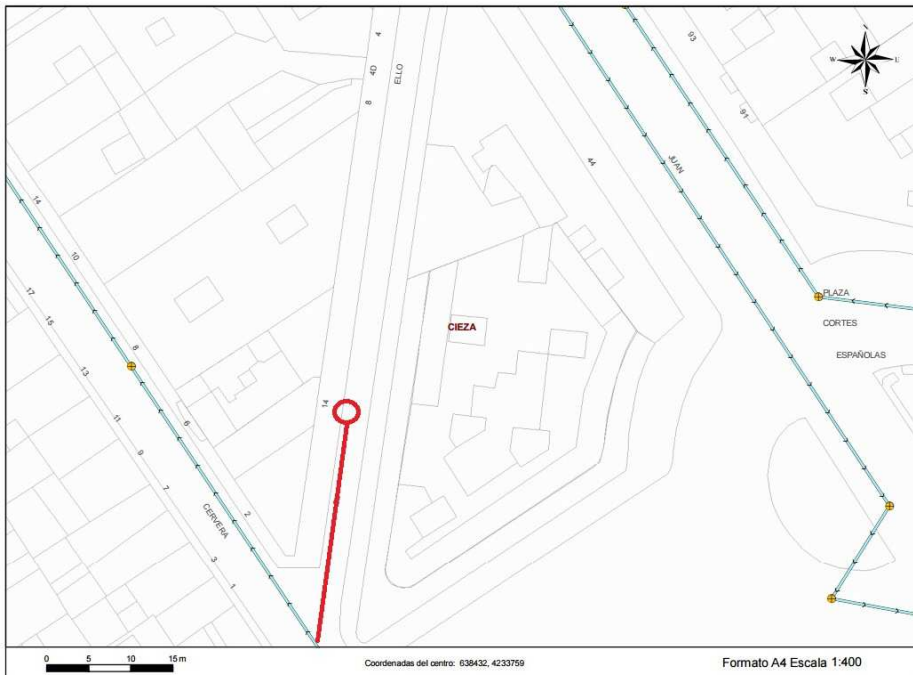 4
4D
8
ELLO
93
91
N
W
E
S
JUAN
44
14
10
17
15
8
13
6
11
9
7
CERVERA
2
3
1
14
CIEZA
PLAZA
CORTES
ESPAÑOLAS
0 5 10 15 m
Coordenadas del centro: 638432, 4233759
Formato A4 Escala 1:400